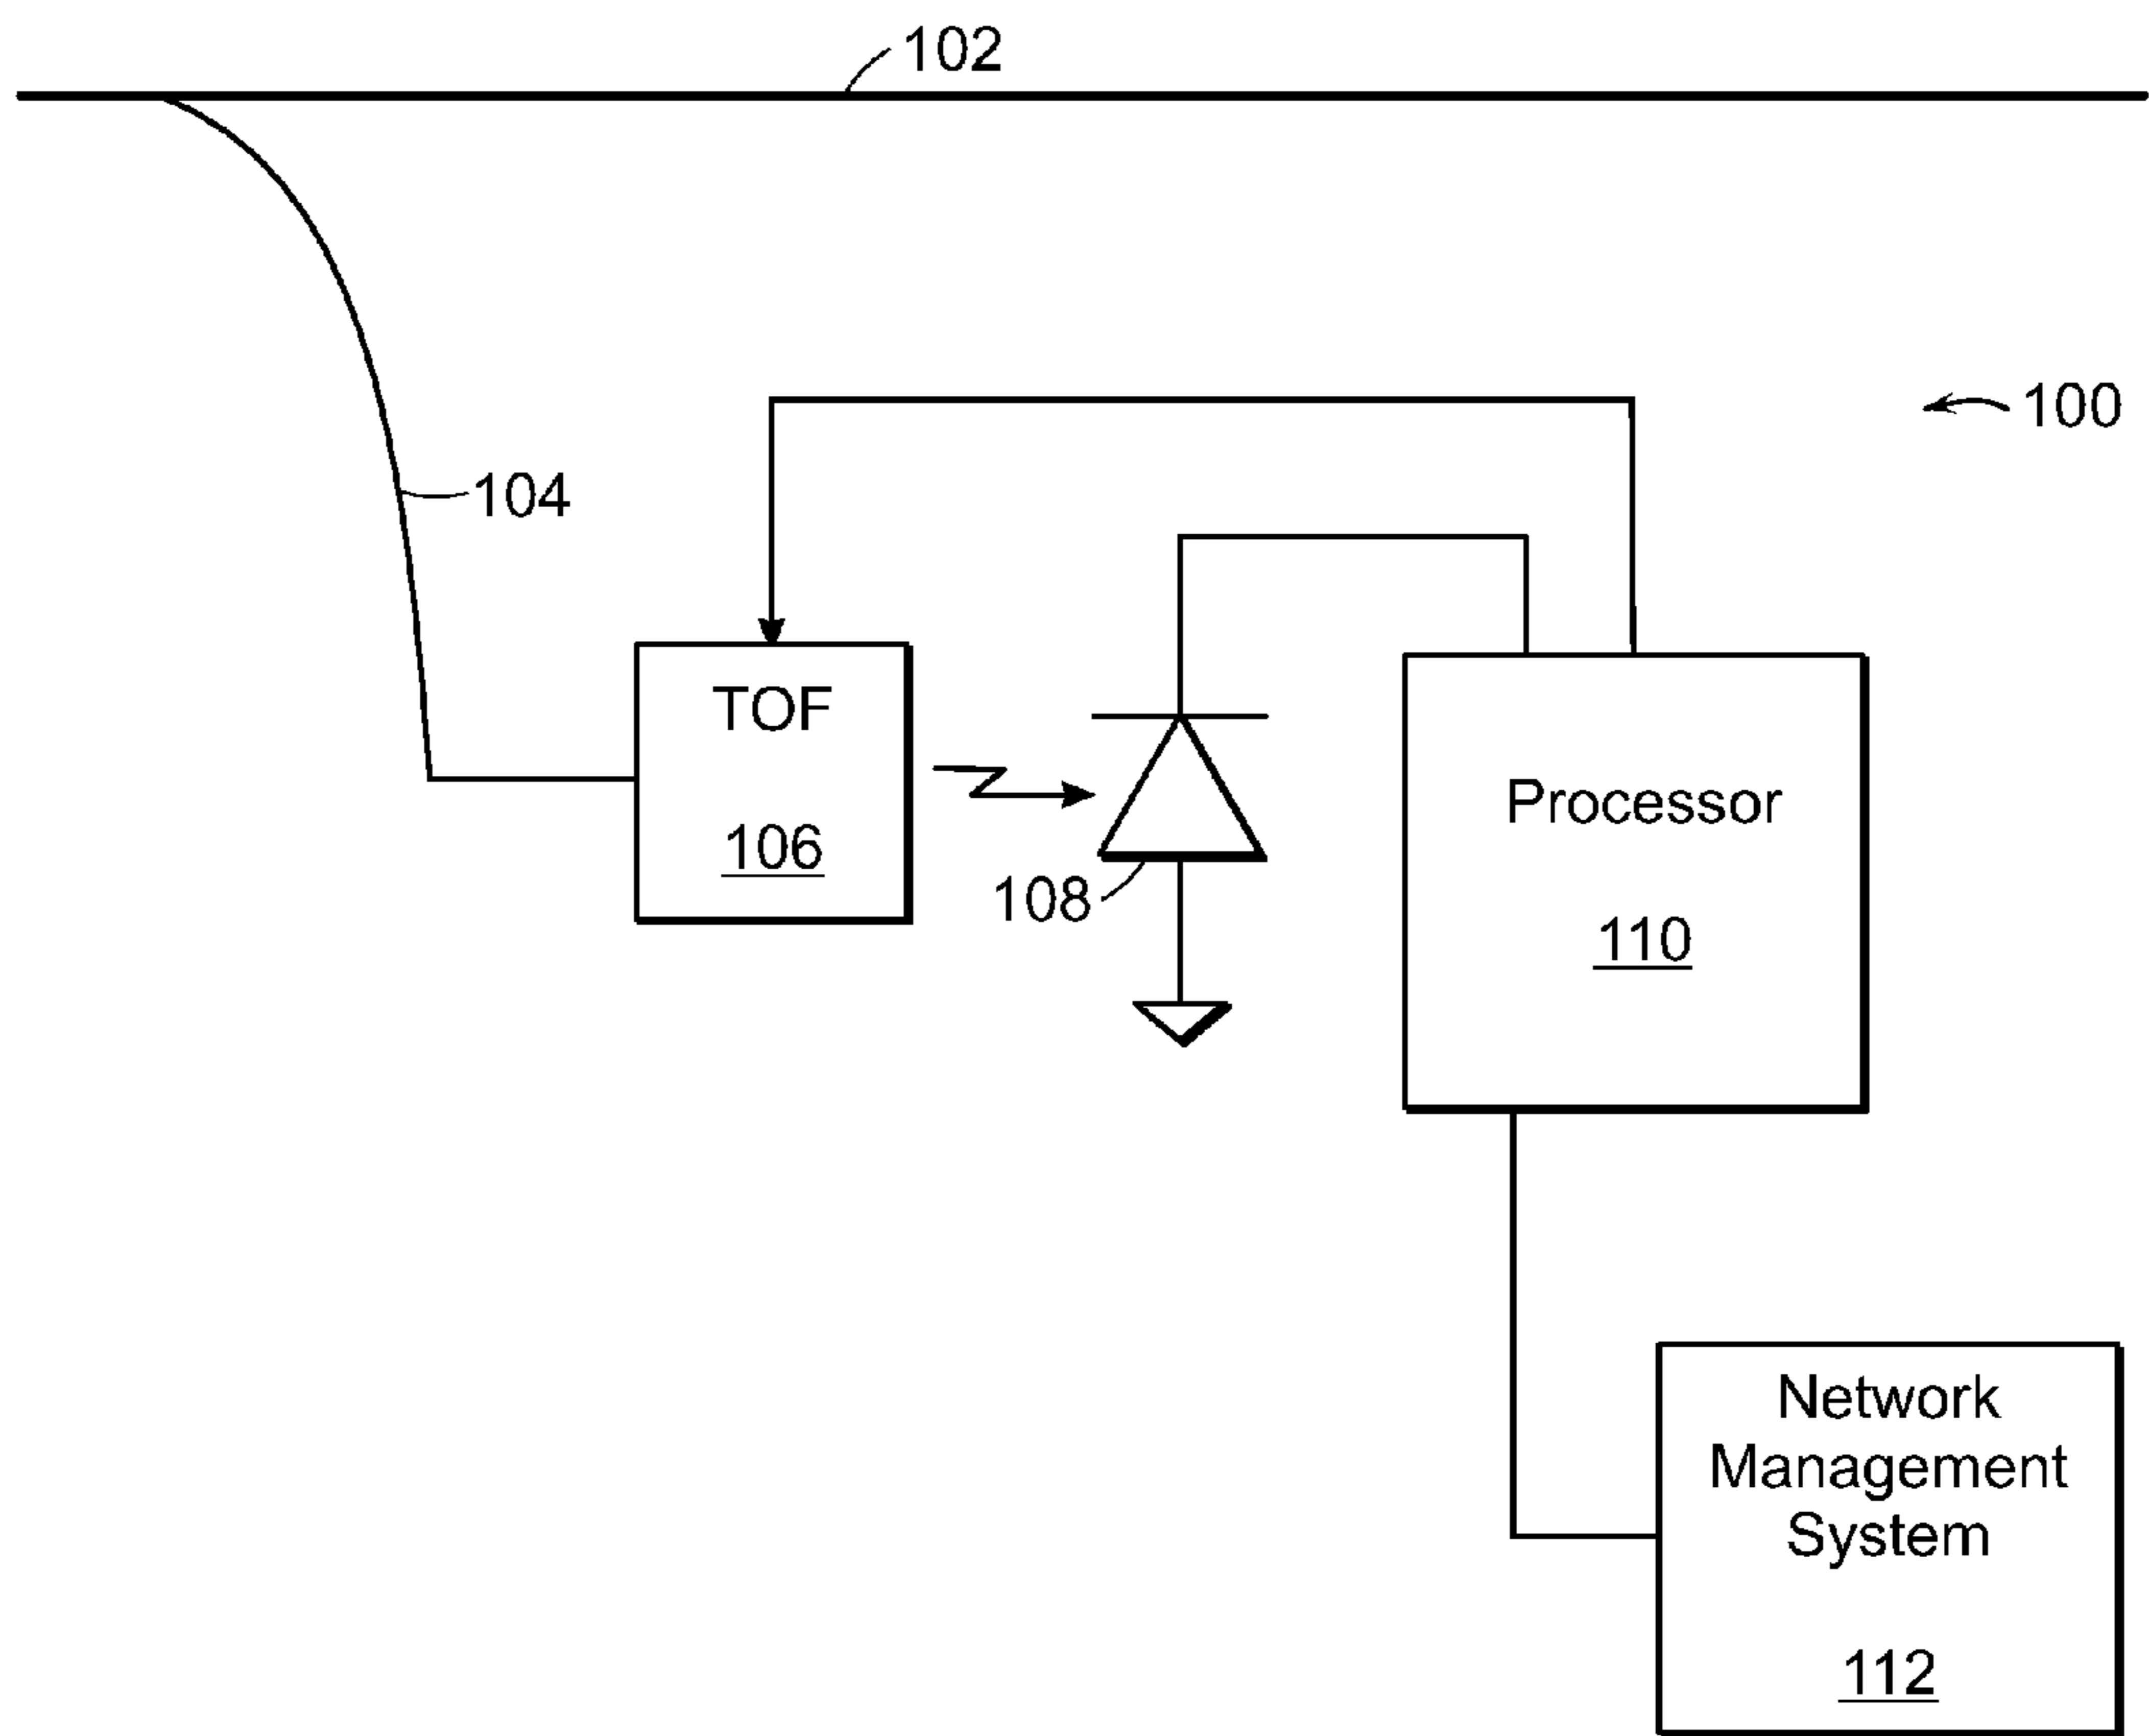 102
100
104
TOF
106
108
Processor
110
Network
Management
System
112